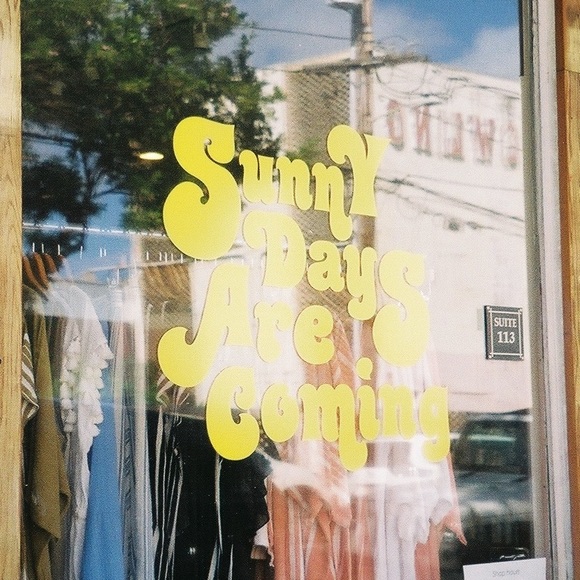 Sunny
Days
Are
Coming
SUITE
113